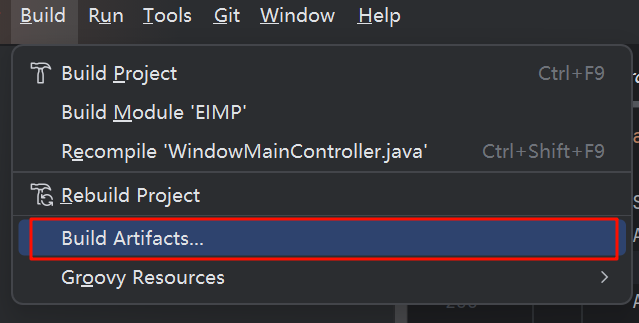 Build Run Tools Git Window Help
Build Project Ctrl+F9
Build Module 'EIMP'
Recompile 'WindowMainController.java' Ctrl+Shift+F9
Rebuild Project
Build Artifacts...
Groovy Resources